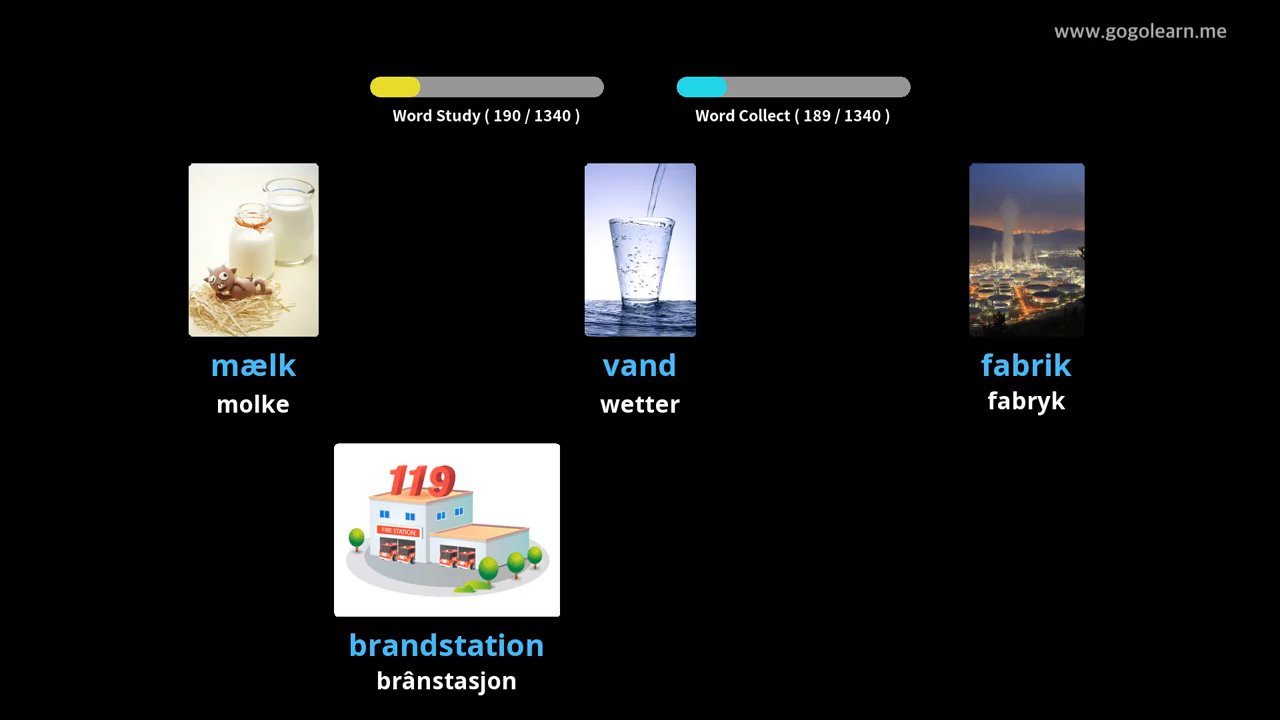 www.gogolearn.me
Word Study ( 190 / 1340 )
Word Collect ( 189 / 1340 )
mælk
molke
vand
wetter
fabrik
fabryk
119
FIRE STATION
brandstation
brânstasjon